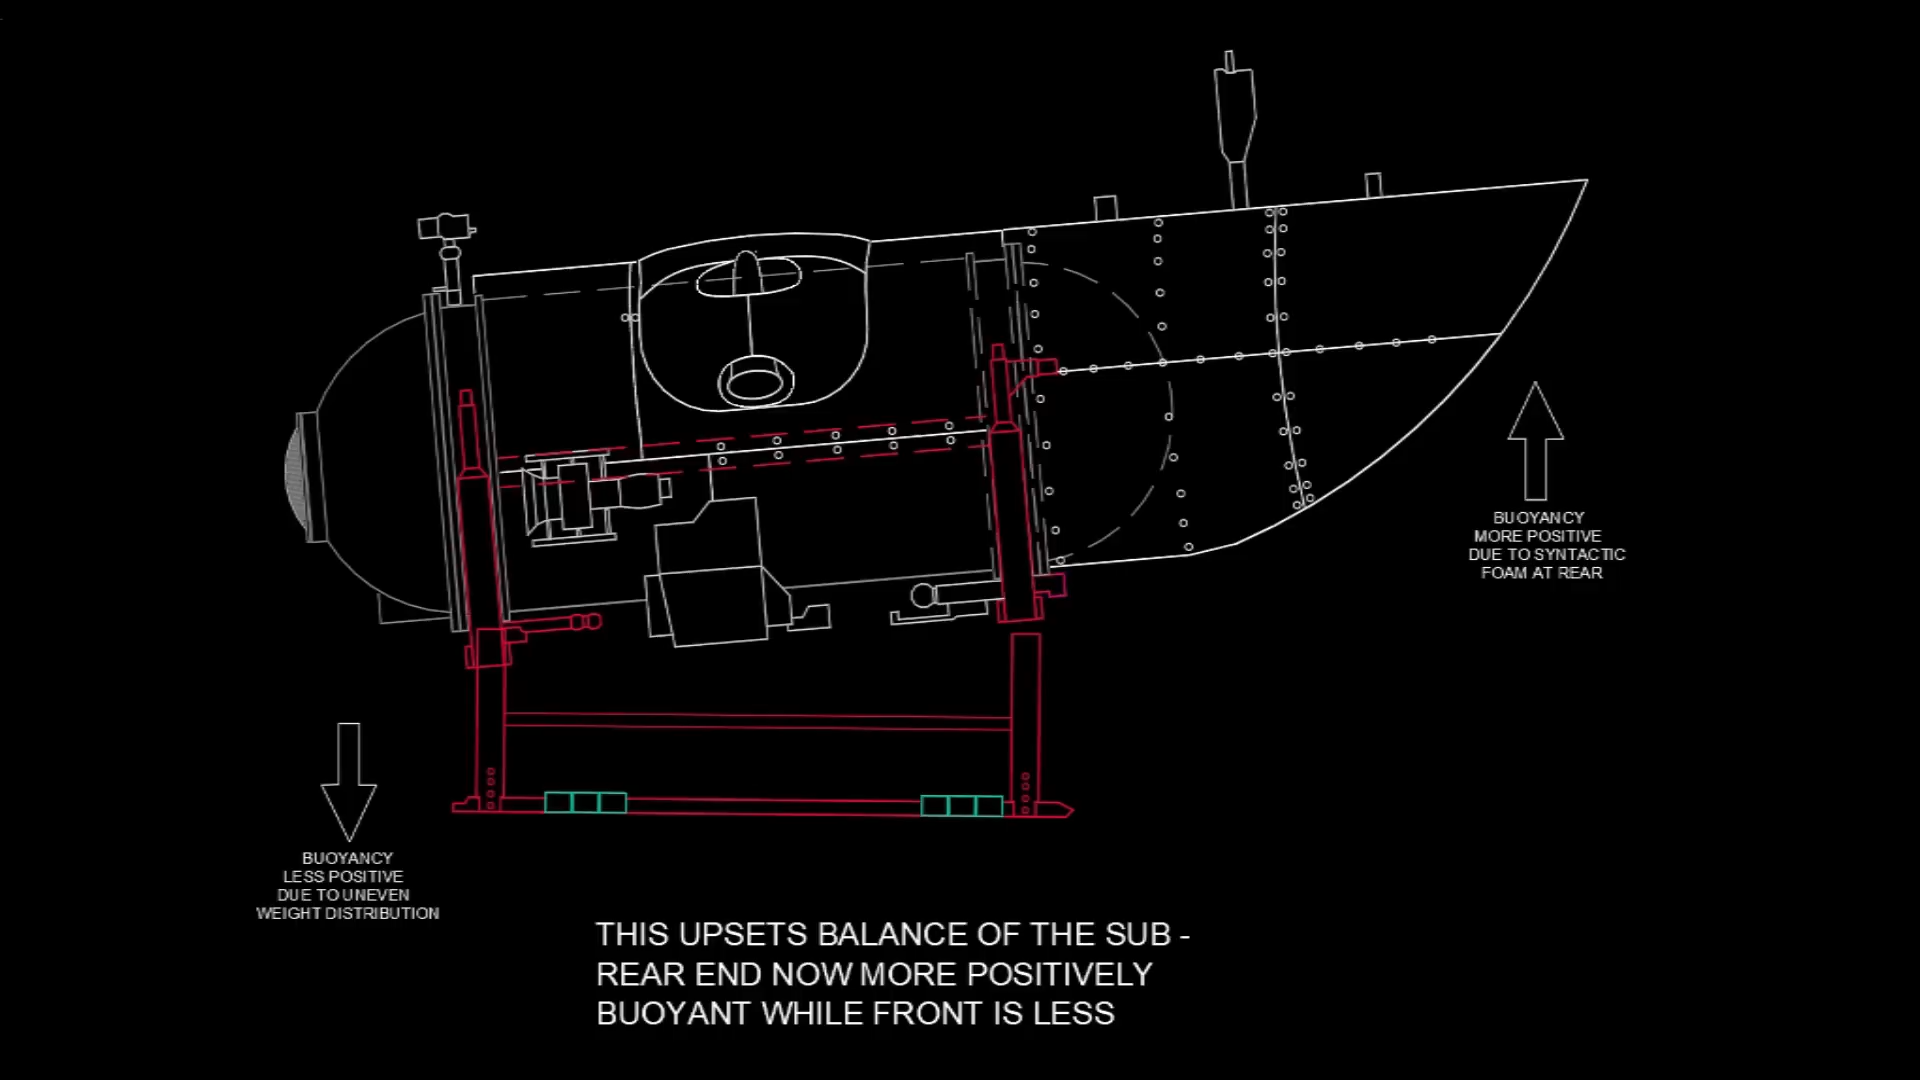 BUOYANCY
MORE POSITIVE
DUE TO SYNTACTIC
FOAM AT REAR
BUOYANCY
LESS POSITIVE
DUE TO UNEVEN
WEIGHT DISTRIBUTION
THIS UPSETS BALANCE OF THE SUB -
REAR END NOW MORE POSITIVELY
BUOYANT WHILE FRONT IS LESS